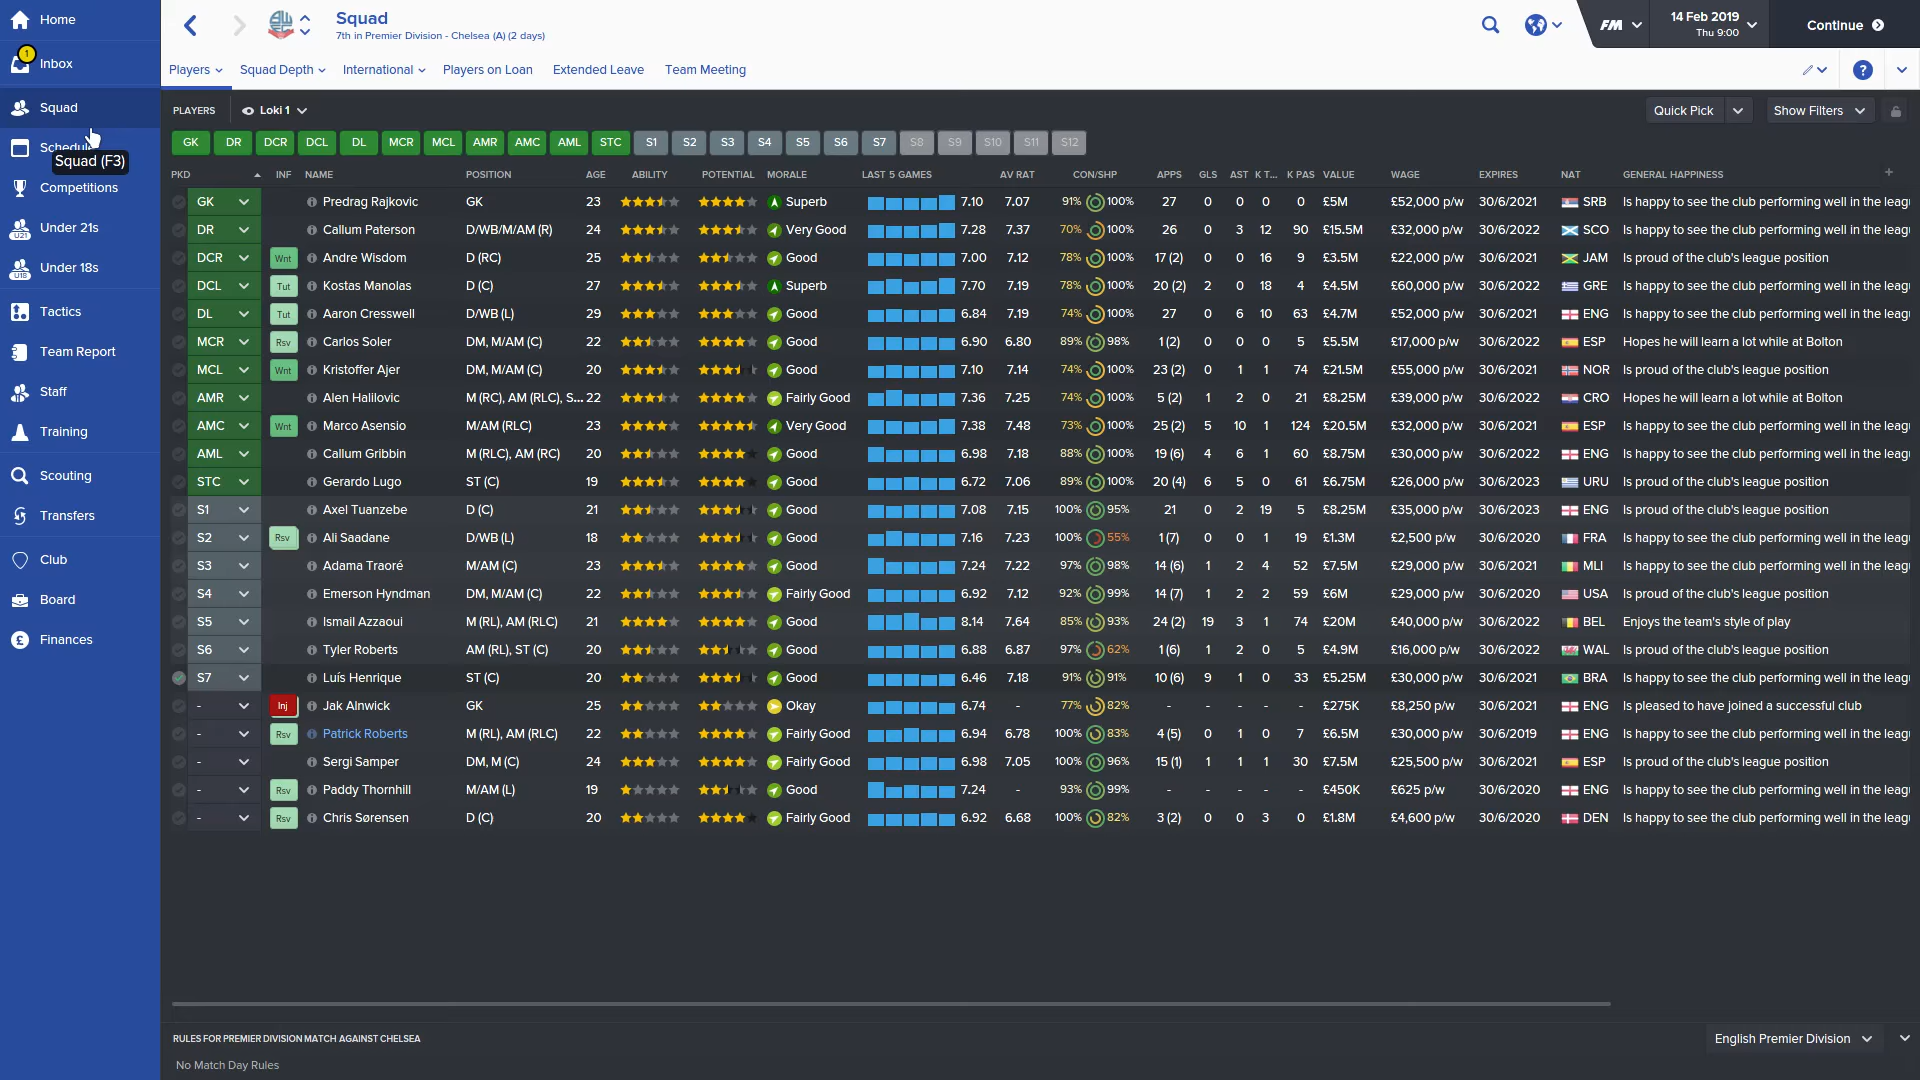 Home
1
Inbox
Squad
Schedule
Squad (F3)
Competitions
Under 21s
U21
Under 18s
U18
Tactics
Team Report
Staff
Training
Scouting
Transfers
Club
Board
£
Finances
Squad
7th in Premier Division - Chelsea (A) (2 days)
FM
14 Feb 2019
Thu 9:00
Continue
Players Squad Depth International Players on Loan Extended Leave Team Meeting
?
PLAYERS Loki 1 Quick Pick Show Filters
GK DR DCR DCL DL MCR MCL AMR AMC AML STC S1 S2 S3 S4 S5 S6 S7 S8 S9 S10 S11 S12
PKD INF NAME POSITION AGE ABILITY POTENTIAL MORALE LAST 5 GAMES AV RAT CON/SHP APPS GLS AST K T... K PAS VALUE WAGE EXPIRES NAT GENERAL HAPPINESS +
GK Predrag Rajkovic GK 23 Superb 7.10 7.07 91% 100% 27 0 0 0 0 £5M £52,000 p/w 30/6/2021 SRB Is happy to see the club performing well in the leag
DR Callum Paterson D/WB/M/AM (R) 24 Very Good 7.28 7.37 70% 100% 26 0 3 12 90 £15.5M £32,000 p/w 30/6/2022 SCO Is happy to see the club performing well in the leag
DCR Wnt Andre Wisdom D (RC) 25 Good 7.00 7.12 78% 100% 17 (2) 0 0 16 9 £3.5M £22,000 p/w 30/6/2021 JAM Is proud of the club's league position
DCL Tut Kostas Manolas D (C) 27 Superb 7.70 7.19 78% 100% 20 (2) 2 0 18 4 £4.5M £60,000 p/w 30/6/2022 GRE Is happy to see the club performing well in the leag
DL Tut Aaron Cresswell D/WB (L) 29 Good 6.84 7.19 74% 100% 27 0 6 10 63 £4.7M £52,000 p/w 30/6/2021 ENG Is happy to see the club performing well in the leag
MCR Rsv Carlos Soler DM, M/AM (C) 22 Good 6.90 6.80 89% 98% 1 (2) 0 0 0 5 £5.5M £17,000 p/w 30/6/2022 ESP Hopes he will learn a lot while at Bolton
MCL Wnt Kristoffer Ajer DM, M/AM (C) 20 Good 7.10 7.14 74% 100% 23 (2) 0 1 1 74 £21.5M £55,000 p/w 30/6/2021 NOR Is proud of the club's league position
AMR Alen Halilovic M (RC), AM (RLC), S... 22 Fairly Good 7.36 7.25 74% 100% 5 (2) 1 2 0 21 £8.25M £39,000 p/w 30/6/2022 CRO Hopes he will learn a lot while at Bolton
AMC Wnt Marco Asensio M/AM (RLC) 23 Very Good 7.38 7.48 73% 100% 25 (2) 5 10 1 124 £20.5M £32,000 p/w 30/6/2021 ESP Is happy to see the club performing well in the leag
AML Callum Gribbin M (RLC), AM (RC) 20 Good 6.98 7.18 88% 100% 19 (6) 4 6 1 60 £8.75M £30,000 p/w 30/6/2022 ENG Is happy to see the club performing well in the leag
STC Gerardo Lugo ST (C) 19 Good 6.72 7.06 89% 100% 20 (4) 6 5 0 61 £6.75M £26,000 p/w 30/6/2023 URU Is proud of the club's league position
S1 Axel Tuanzebe D (C) 21 Good 7.08 7.15 100% 95% 21 0 2 19 5 £8.25M £35,000 p/w 30/6/2023 ENG Is proud of the club's league position
S2 Rsv Ali Saadane D/WB (L) 18 Good 7.16 7.23 100% 55% 1 (7) 0 0 1 19 £1.3M £2,500 p/w 30/6/2020 FRA Is happy to see the club performing well in the leag
S3 Adama Traoré M/AM (C) 23 Good 7.24 7.22 97% 98% 14 (6) 1 2 4 52 £7.5M £29,000 p/w 30/6/2021 MLI Is happy to see the club performing well in the leag
S4 Emerson Hyndman DM, M/AM (C) 22 Fairly Good 6.92 7.12 92% 99% 14 (7) 1 2 2 59 £6M £29,000 p/w 30/6/2020 USA Is proud of the club's league position
S5 Ismail Azzaoui M (RL), AM (RLC) 21 Good 8.14 7.64 85% 93% 24 (2) 19 3 1 74 £20M £40,000 p/w 30/6/2022 BEL Enjoys the team's style of play
S6 Tyler Roberts AM (RL), ST (C) 20 Good 6.88 6.87 97% 62% 1 (6) 1 2 0 5 £4.9M £16,000 p/w 30/6/2022 WAL Is proud of the club's league position
S7 Luís Henrique ST (C) 20 Good 6.46 7.18 91% 91% 10 (6) 9 1 0 33 £5.25M £30,000 p/w 30/6/2021 BRA Is happy to see the club performing well in the leag
- Inj Jak Alnwick GK 25 Okay 6.74 - 77% 82% - - - - - £275K £8,250 p/w 30/6/2021 ENG Is pleased to have joined a successful club
- Rsv Patrick Roberts M (RL), AM (RLC) 22 Fairly Good 6.94 6.78 100% 83% 4 (5) 0 1 0 7 £6.5M £30,000 p/w 30/6/2019 ENG Is happy to see the club performing well in the leag
- Sergi Samper DM, M (C) 24 Fairly Good 6.98 7.05 100% 96% 15 (1) 1 1 1 30 £7.5M £25,500 p/w 30/6/2021 ESP Is proud of the club's league position
- Rsv Paddy Thornhill M/AM (L) 19 Good 7.24 - 93% 99% - - - - - £450K £625 p/w 30/6/2020 ENG Is happy to see the club performing well in the leag
- Rsv Chris Sørensen D (C) 20 Fairly Good 6.92 6.68 100% 82% 3 (2) 0 0 3 0 £1.8M £4,600 p/w 30/6/2020 DEN Is happy to see the club performing well in the leag
RULES FOR PREMIER DIVISION MATCH AGAINST CHELSEA English Premier Division
No Match Day Rules